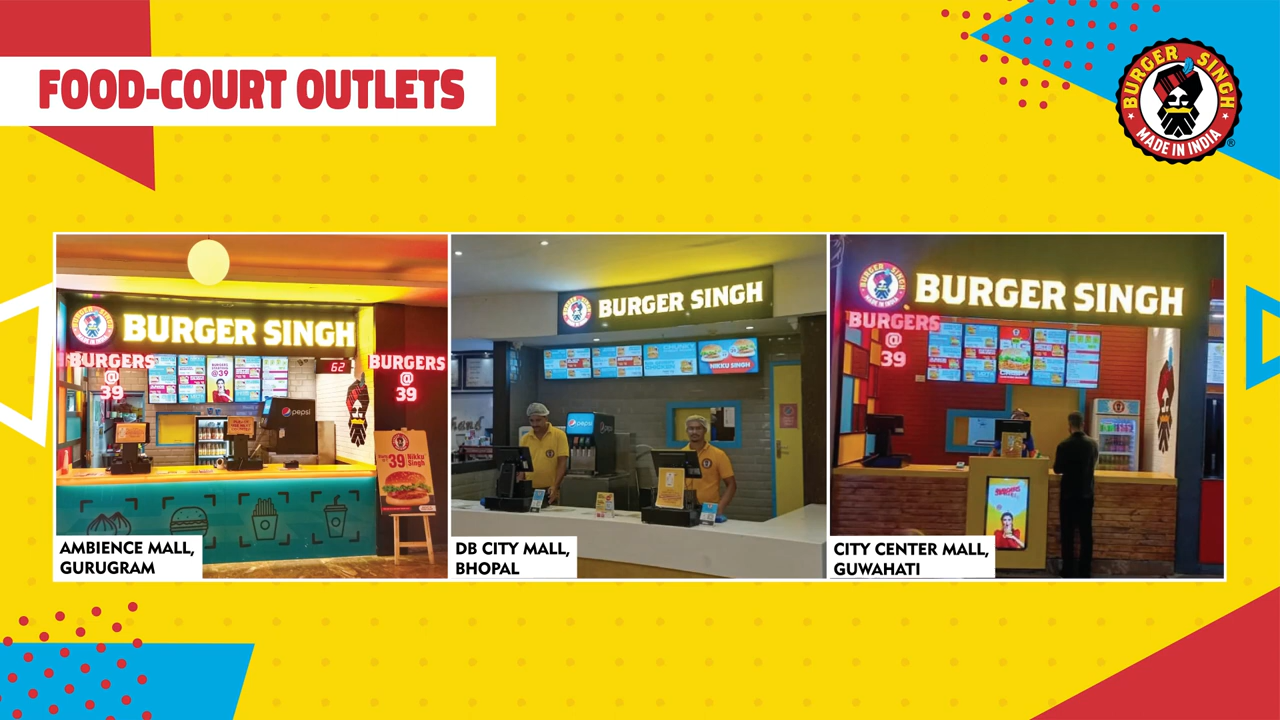 FOOD-COURT OUTLETS
BURGER SINGH
MADE IN INDIA
®
BURGER SINGH
BURGERS
@
39
62
BURGERS
@
39
pepsi
39 Nikku
Singh
AMBIENCE MALL,
GURUGRAM
BURGER SINGH
NIKKU SINGH
pepsi
DB CITY MALL,
BHOPAL
BURGER SINGH
MADE IN INDIA
BURGER SINGH
BURGERS
@
39
CITY CENTER MALL,
GUWAHATI